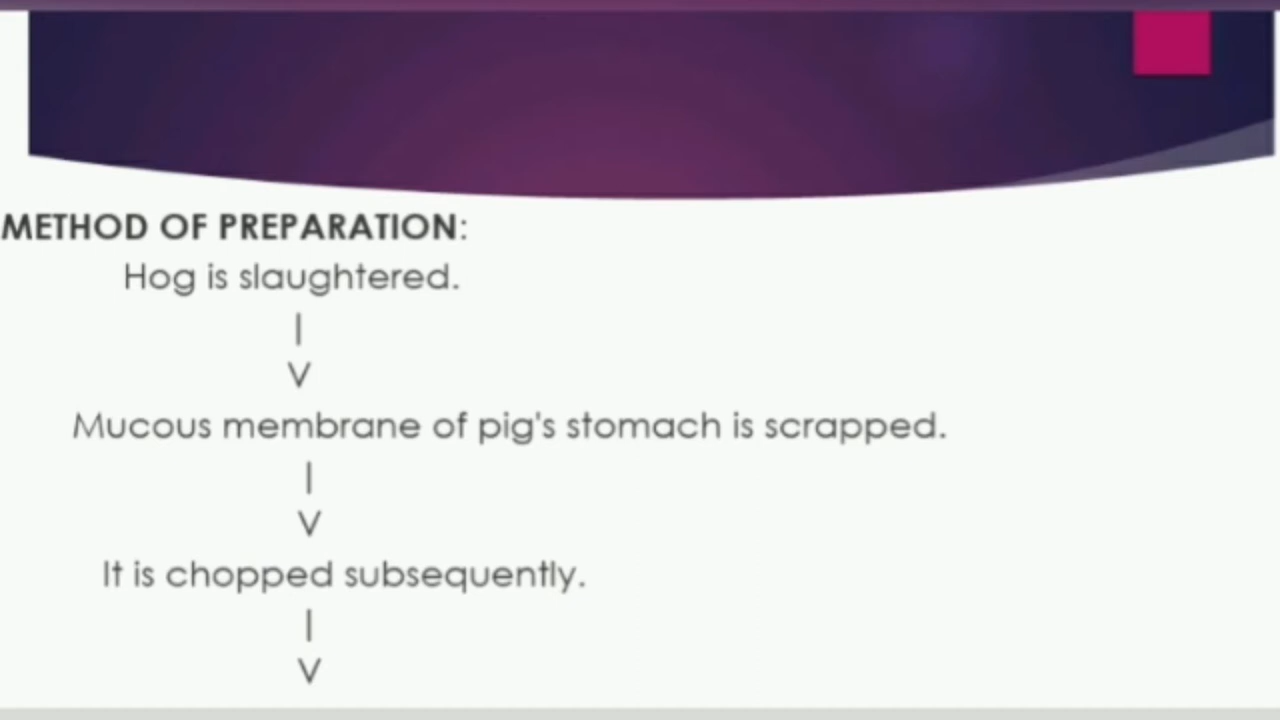 METHOD OF PREPARATION:
Hog is slaughtered.
|
V
Mucous membrane of pig's stomach is scrapped.
|
V
It is chopped subsequently.
|
V